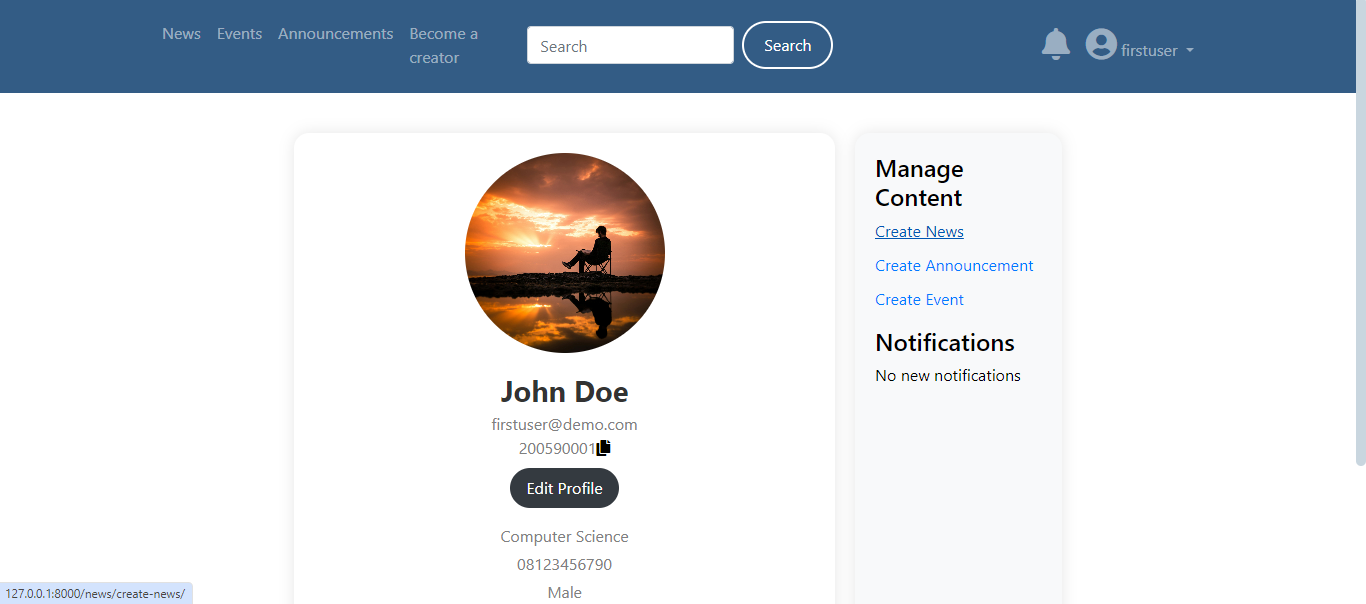 News Events Announcements Become a
creator
Search
Search
firstuser
John Doe
firstuser@demo.com
200590001
Edit Profile
Computer Science
08123456790
Male
Manage
Content
Create News
Create Announcement
Create Event
Notifications
No new notifications
127.0.0.1:8000/news/create-news/